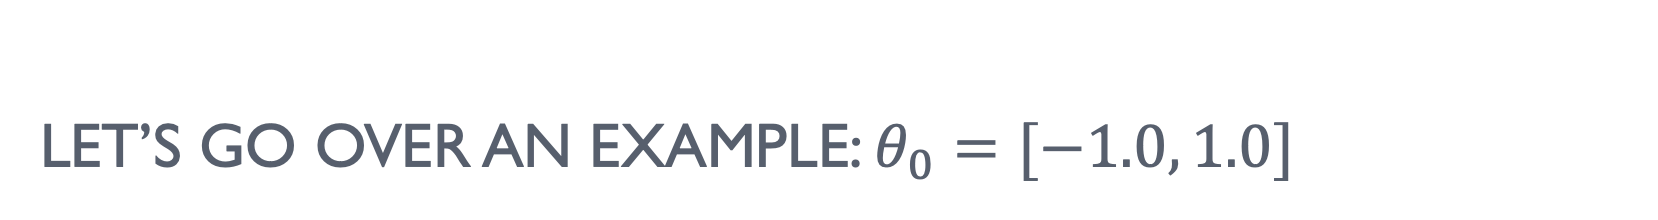 LET’S GO OVER AN EXAMPLE: θ₀ = [−1.0, 1.0]